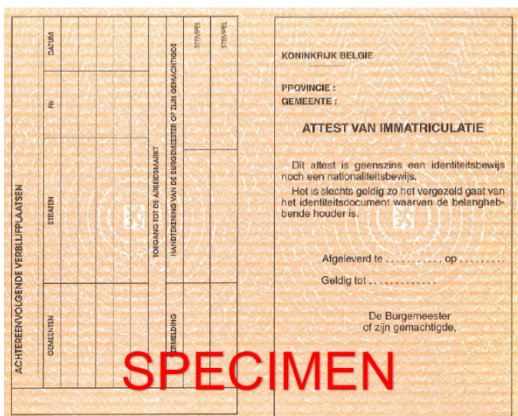 ACHTEREENVOLGENDE VERBLIJFPLAATSEN
GEMEENTEN
STRATEN
Nr.
DATUM
TOEGANG TOT DE ARBEIDSMARKT
VERMELDING
HANDTEKENING VAN DE BURGEMEESTER OF ZIJN GEMACHTIGDE
STEMPEL
STEMPEL
KONINKRIJK BELGIE
PROVINCIE :
GEMEENTE :
ATTEST VAN IMMATRICULATIE
Dit attest is geenszins een identiteitsbewijs
noch een nationaliteitsbewijs.
Het is slechts geldig zo het vergezeld gaat van
het identiteitsdocument waarvan de belangheb-
bende houder is.
Afgeleverd te . . . . . . . . . . . op . . . . . . . . .
Geldig tot . . . . . . . . . . . . .
De Burgemeester
of zijn gemachtigde,
SPECIMEN